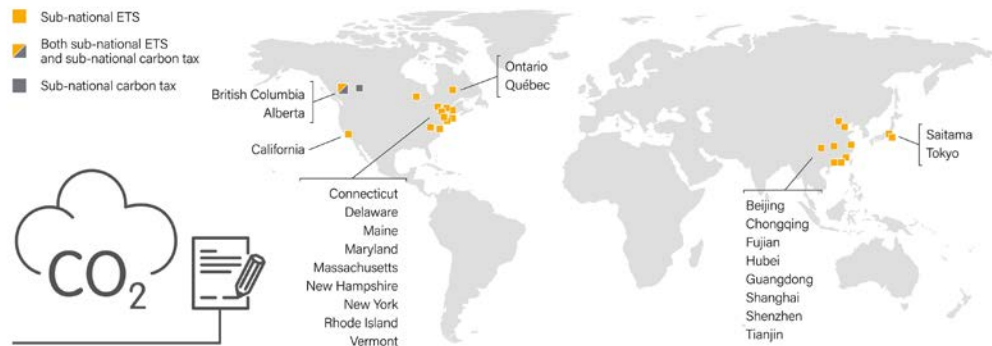 Sub-national ETS
Both sub-national ETS
and sub-national carbon tax
Sub-national carbon tax
British Columbia
Alberta
California
Ontario
Québec
Connecticut
Delaware
Maine
Maryland
Massachusetts
New Hampshire
New York
Rhode Island
Vermont
Saitama
Tokyo
Beijing
Chongqing
Fujian
Hubei
Guangdong
Shanghai
Shenzhen
Tianjin
CO2